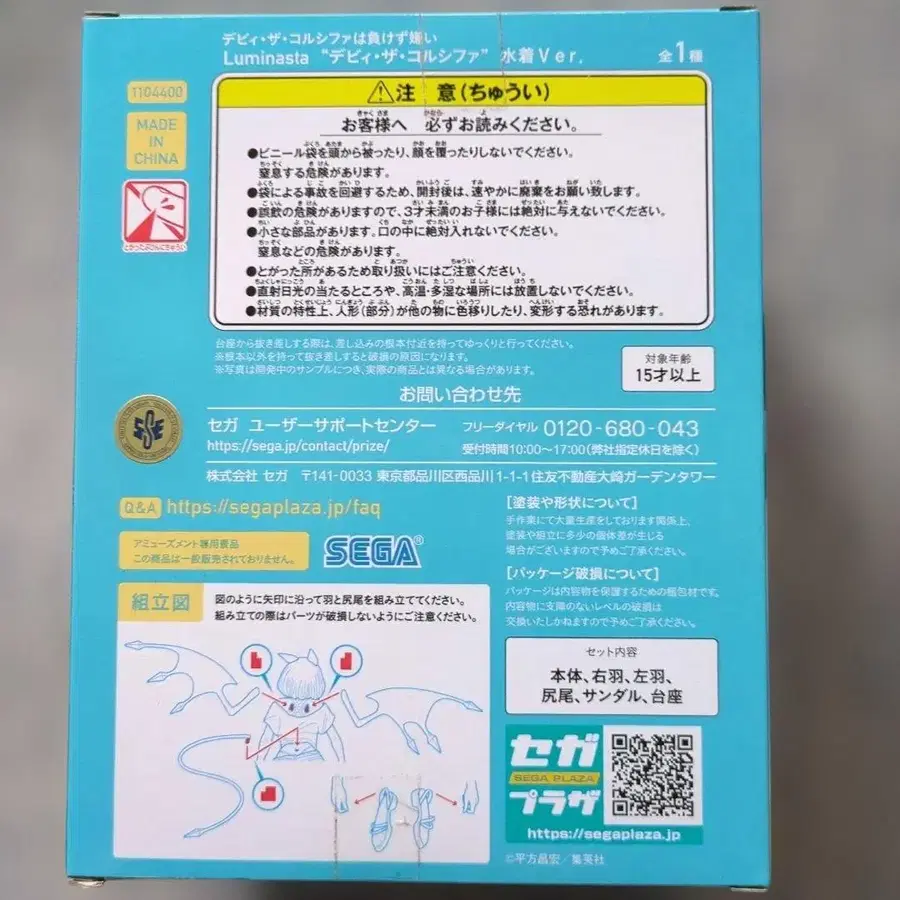 デビィ・ザ・コルシファは負けず嫌い
Luminasta “デビィ・ザ・コルシファ” 水着Ver.
全1種
1104400
MADE
IN
CHINA
とがったぶひんにちゅうい
⚠注 意(ちゅうい)
お客様へ 必ずお読みください。
●ビニール袋を頭から被ったり、顔を覆ったりしないでください。
窒息する危険があります。
●袋による事故を回避するため、開封後は、速やかに廃棄をお願い致します。
●誤飲の危険がありますので、3才未満のお子様には絶対に与えないでください。
●小さな部品があります。口の中に絶対入れないでください。
窒息などの危険があります。
●とがった所があるため取り扱いにはご注意ください。
●直射日光の当たるところや、高温・多湿な場所には放置しないでください。
●材質の特性上、人形(部分)が他の物に色移りしたり、変形する恐れがあります。
台座から抜き差しする際は、差し込みの根本付近を持ってゆっくりと行ってください。
※根本以外を持って抜き差しすると破損の原因になります。
※写真は開発中のサンプルにつき、実際の商品とは異なる場合があります。
対象年齢
15才以上
お問い合わせ先
SSE
セガ ユーザーサポートセンター
フリーダイヤル 0120-680-043
https://sega.jp/contact/prize/
受付時間10:00〜17:00(弊社指定休日を除く)
株式会社 セガ 〒141-0033 東京都品川区西品川1-1-1住友不動産大崎ガーデンタワー
Q&A https://segaplaza.jp/faq
アミューズメント専用景品
この商品は一般販売されておりません。
SEGA®
[塗装や形状について]
手作業にて大量生産をしております関係上、
塗装や組立に多少の個体差が生じる
場合がございますので予めご了承ください。
[パッケージ破損について]
パッケージは内容物を保護するための梱包材です。
内容物に支障のないレベルの破損は
交換いたしかねますので予めご了承ください。
組立図
図のように矢印に沿って羽と尻尾を組み立ててください。
組み立ての際はパーツが破損しないようにご注意ください。
セット内容
本体、右羽、左羽、
尻尾、サンダル、台座
セガ
SEGA PLAZA
プラザ
https://segaplaza.jp
©平方昌宏/集英社